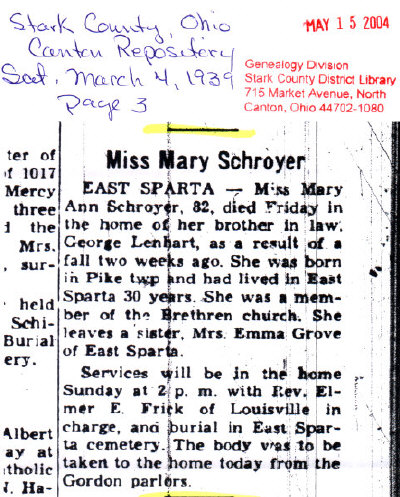 Stark County, Ohio
Canton Repository
Sat. March 4, 1939
Page 3
MAY 15 2004
Genealogy Division
Stark County District Library
715 Market Avenue, North
Canton, Ohio 44702-1080
ter of
f 1017
Mercy
three
d the
Mrs.
, sur-
held
Schi-
Burial
ery.
Albert
ay at
tholic
J. Ha-
Miss Mary Schroyer
EAST SPARTA — Miss Mary
Ann Schroyer, 82, died Friday in
the home of her brother in law,
George Lenhart, as a result of a
fall two weeks ago. She was born
in Pike twp and had lived in East
Sparta 30 years. She was a mem-
ber of the Brethren church. She
leaves a sister, Mrs. Emma Grove
of East Sparta.
Services will be in the home
Sunday at 2 p. m. with Rev. El-
mer E. Frick of Louisville in
charge, and burial in East Spar-
ta cemetery. The body was to be
taken to the home today from the
Gordon parlors.